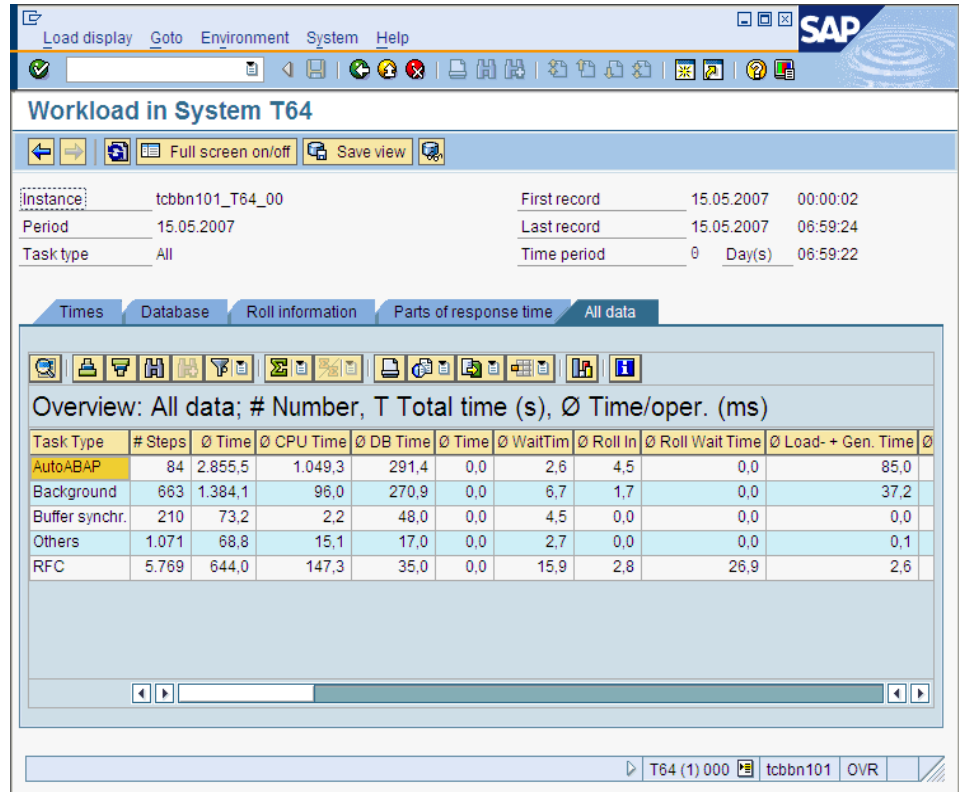 Load display Goto Environment System Help
SAP
Workload in System T64
Full screen on/off Save view
Instance tcbbn101_T64_00 First record 15.05.2007 00:00:02
Period 15.05.2007 Last record 15.05.2007 06:59:24
Task type All Time period 0 Day(s) 06:59:22
Times Database Roll information Parts of response time All data
Overview: All data; # Number, T Total time (s), Ø Time/oper. (ms)
Task Type # Steps Ø Time Ø CPU Time Ø DB Time Ø Time Ø WaitTim Ø Roll In Ø Roll Wait Time Ø Load- + Gen. Time Ø
AutoABAP 84 2.855,5 1.049,3 291,4 0,0 2,6 4,5 0,0 85,0
Background 663 1.384,1 96,0 270,9 0,0 6,7 1,7 0,0 37,2
Buffer synchr. 210 73,2 2,2 48,0 0,0 4,5 0,0 0,0 0,0
Others 1.071 68,8 15,1 17,0 0,0 2,7 0,0 0,0 0,1
RFC 5.769 644,0 147,3 35,0 0,0 15,9 2,8 26,9 2,6
T64 (1) 000 tcbbn101 OVR